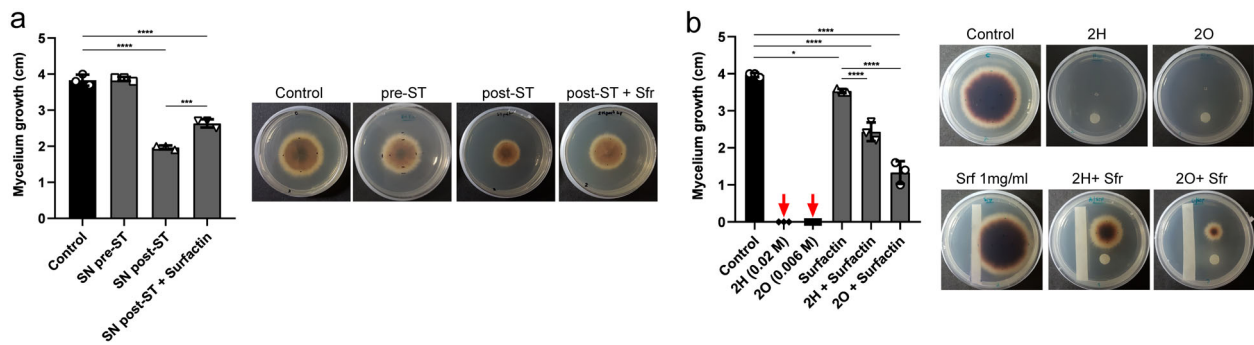 a
Mycelium growth (cm)
5
4
3
2
1
0
****
****
***
Control
SN pre-ST
SN post-ST
SN post-ST + Surfactin
Control
pre-ST
post-ST
post-ST + Sfr
b
Mycelium growth (cm)
5
4
3
2
1
0
****
****
*
****
****
Control
2H (0.02 M)
2O (0.006 M)
Surfactin
2H + Surfactin
2O + Surfactin
Control
2H
2O
Srf 1mg/ml
2H+ Sfr
2O+ Sfr